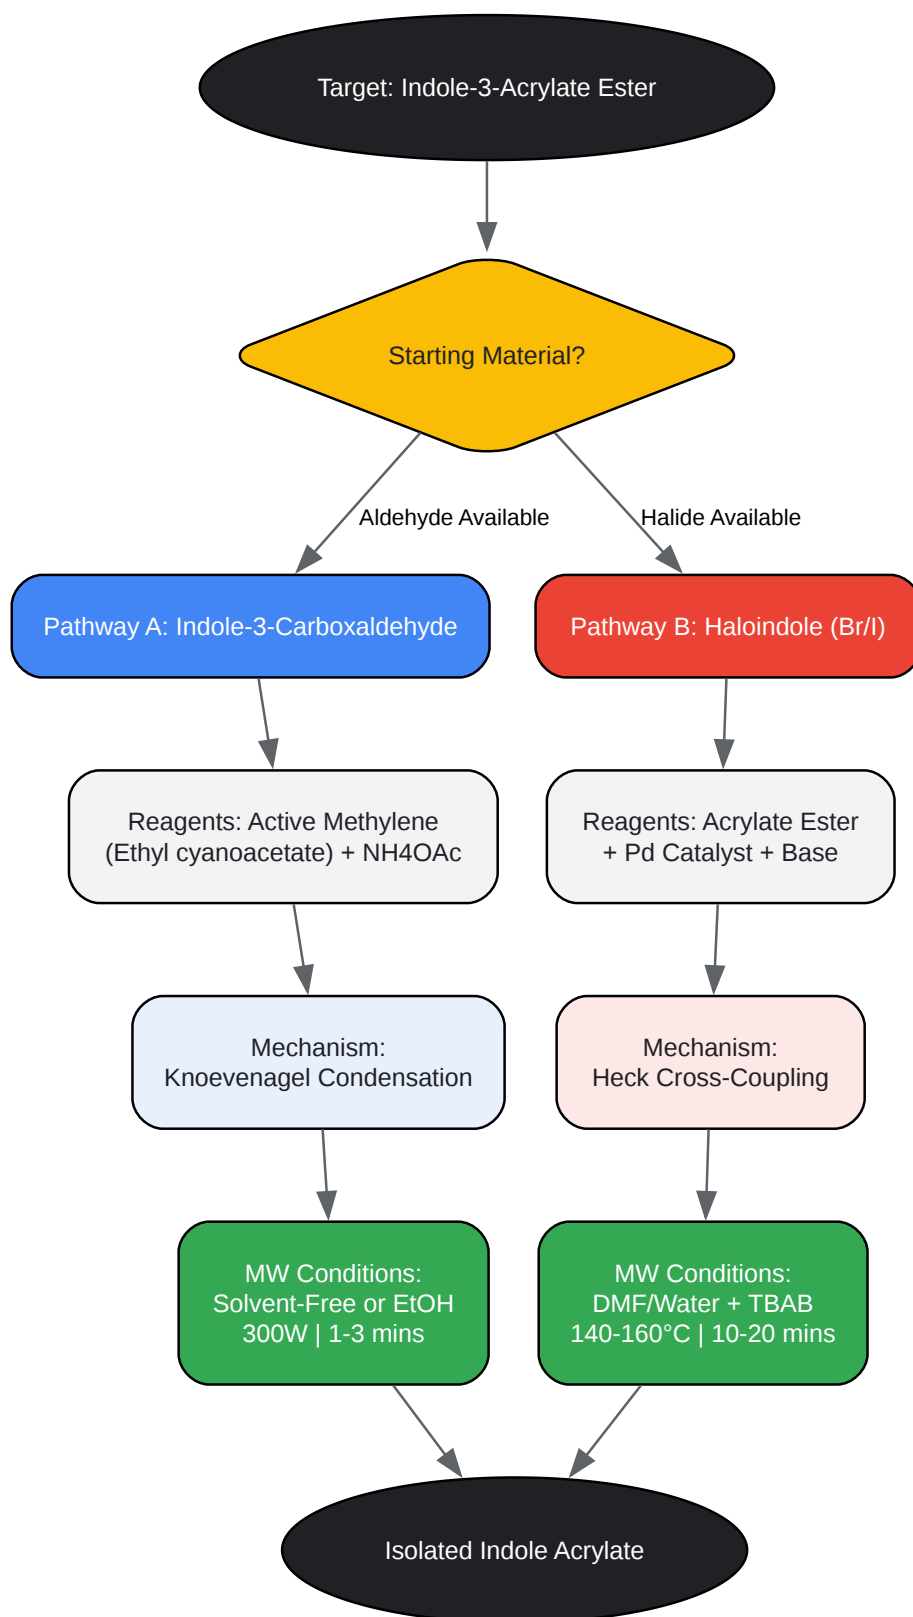 Target: Indole-3-Acrylate Ester
Starting Material?
Aldehyde Available
Halide Available
Pathway A: Indole-3-Carboxaldehyde
Pathway B: Haloindole (Br/I)
Reagents: Active Methylene
(Ethyl cyanoacetate) + NH4OAc
Reagents: Acrylate Ester
+ Pd Catalyst + Base
Mechanism:
Knoevenagel Condensation
Mechanism:
Heck Cross-Coupling
MW Conditions:
Solvent-Free or EtOH
300W | 1-3 mins
MW Conditions:
DMF/Water + TBAB
140-160°C | 10-20 mins
Isolated Indole Acrylate